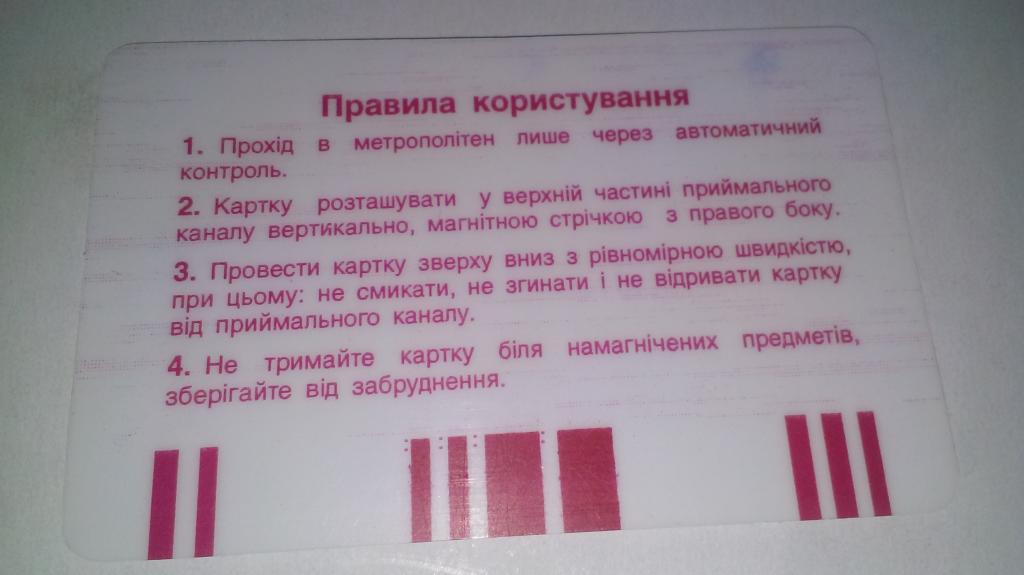 Правила користування
1. Прохід в метрополітен лише через автоматичний
контроль.
2. Картку розташувати у верхній частині приймального
каналу вертикально, магнітною стрічкою з правого боку.
3. Провести картку зверху вниз з рівномірною швидкістю,
при цьому: не смикати, не згинати і не відривати картку
від приймального каналу.
4. Не тримайте картку біля намагнічених предметів,
зберігайте від забруднення.